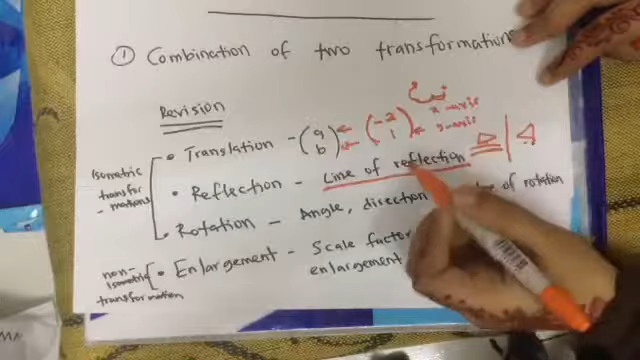 ① Combination of two transformations
Revision
Isometric transfor-mations
• Translation - (a b) (-2 1) x-axis y-axis
• Reflection - Line of reflection
• Rotation - Angle, direction of rotation
non-isometric transformation
• Enlargement - Scale factor
enlargement